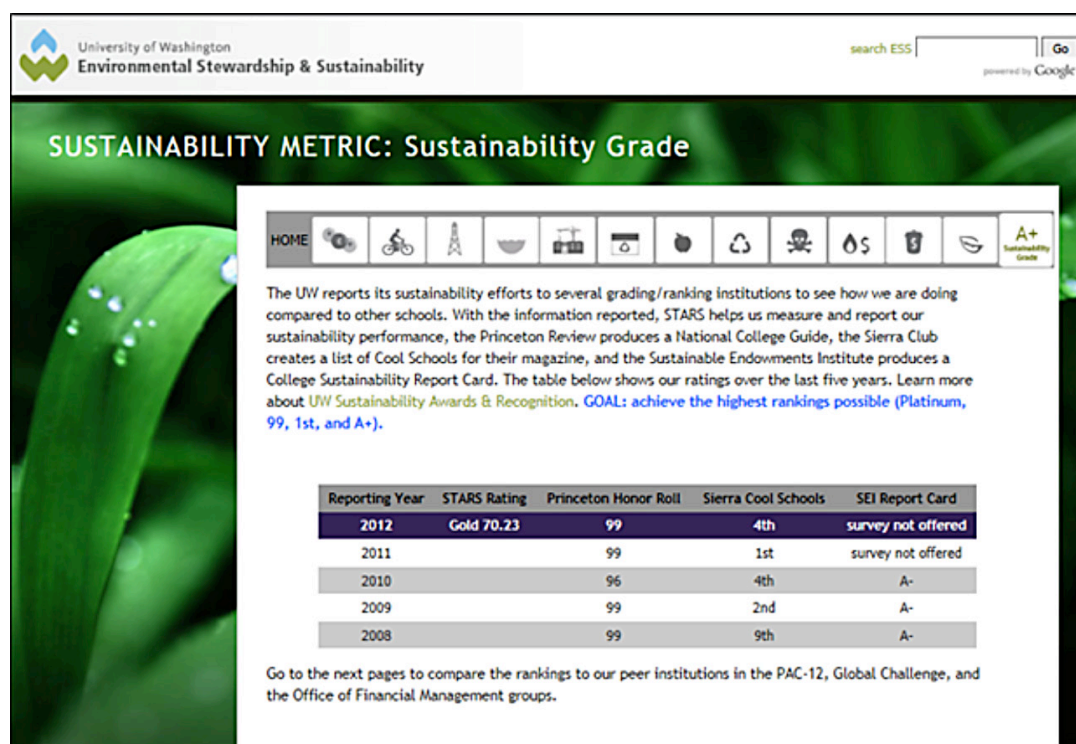 University of Washington
Environmental Stewardship & Sustainability
search ESS
Go
powered by Google
SUSTAINABILITY METRIC: Sustainability Grade
HOME
A+
Sustainability
Grade
The UW reports its sustainability efforts to several grading/ranking institutions to see how we are doing
compared to other schools. With the information reported, STARS helps us measure and report our
sustainability performance, the Princeton Review produces a National College Guide, the Sierra Club
creates a list of Cool Schools for their magazine, and the Sustainable Endowments Institute produces a
College Sustainability Report Card. The table below shows our ratings over the last five years. Learn more
about UW Sustainability Awards & Recognition. GOAL: achieve the highest rankings possible (Platinum,
99, 1st, and A+).
Reporting Year STARS Rating Princeton Honor Roll Sierra Cool Schools SEI Report Card
2012 Gold 70.23 99 4th survey not offered
2011 99 1st survey not offered
2010 96 4th A-
2009 99 2nd A-
2008 99 9th A-
Go to the next pages to compare the rankings to our peer institutions in the PAC-12, Global Challenge, and
the Office of Financial Management groups.